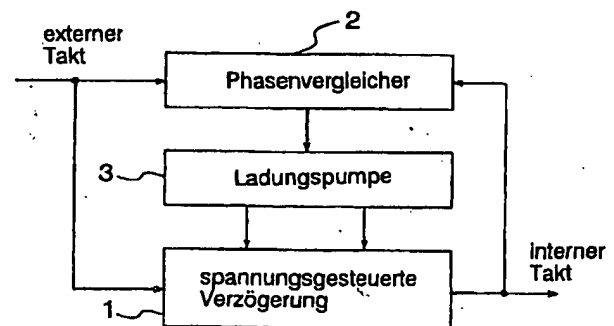 externer
Takt
2
Phasenvergleicher
3
Ladungspumpe
spannungsgesteuerte
Verzögerung
1
interner
Takt